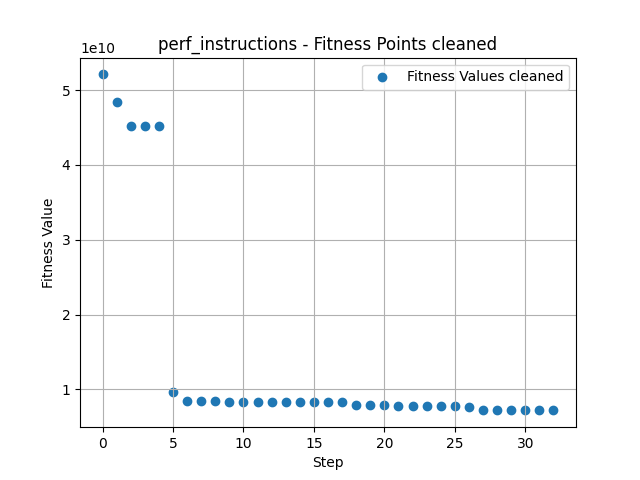 perf_instructions - Fitness Points cleaned
1e10
Fitness Values cleaned
5
4
3
2
1
Fitness Value
0 5 10 15 20 25 30
Step